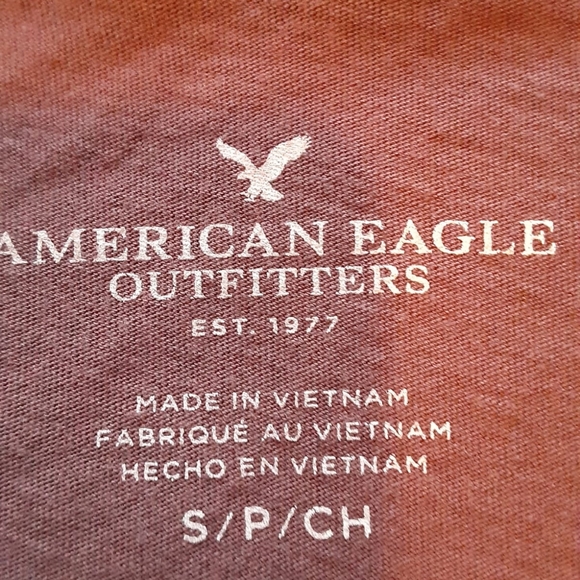 AMERICAN EAGLE
OUTFITTERS
EST. 1977
MADE IN VIETNAM
FABRIQUÉ AU VIETNAM
HECHO EN VIETNAM
S/P/CH